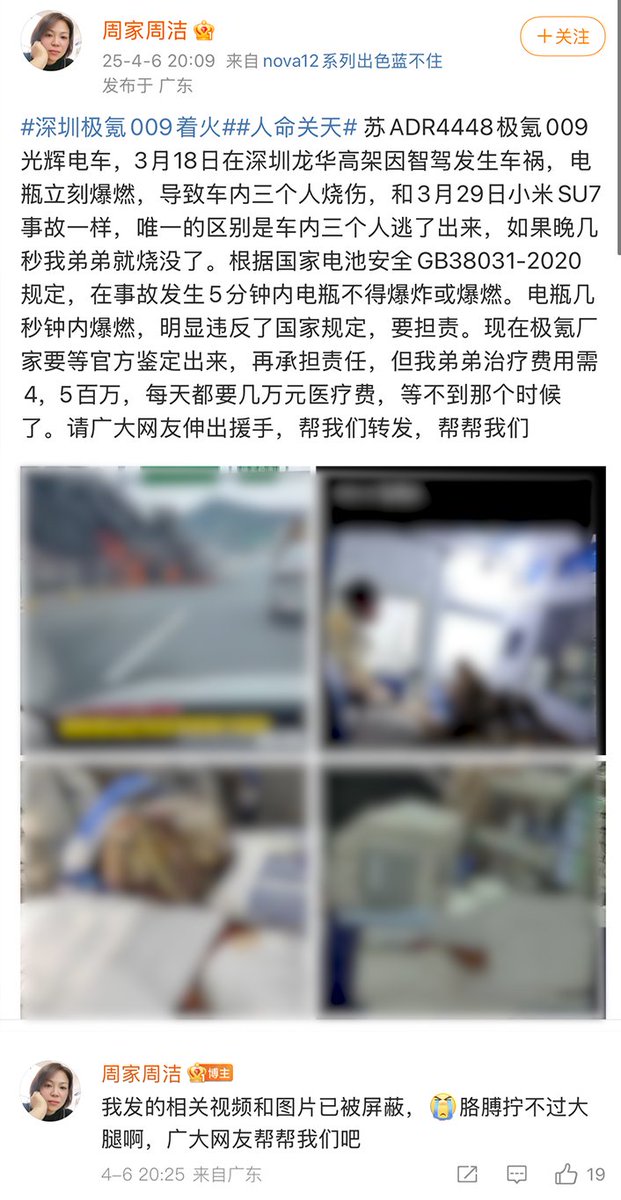 周家周洁
25-4-6 20:09 来自 nova12系列出色蓝不住
发布于 广东
+关注
#深圳极氪009着火##人命关天# 苏ADR4448极氪009
光辉电车，3月18日在深圳龙华高架因智驾发生车祸，电
瓶立刻爆燃，导致车内三个人烧伤，和3月29日小米SU7
事故一样，唯一的区别是车内三个人逃了出来，如果晚几
秒我弟弟就烧没了。根据国家电池安全GB38031-2020
规定，在事故发生5分钟内电瓶不得爆炸或爆燃。电瓶几
秒钟内爆燃，明显违反了国家规定，要担责。现在极氪厂
家要等官方鉴定出来，再承担责任，但我弟弟治疗费用需
4，5百万，每天都要几万元医疗费，等不到那个时候
了。请广大网友伸出援手，帮我们转发，帮帮我们
周家周洁 博主
我发的相关视频和图片已被屏蔽，😭胳膊拧不过大
腿啊，广大网友帮帮我们吧
4-6 20:25 来自广东
19